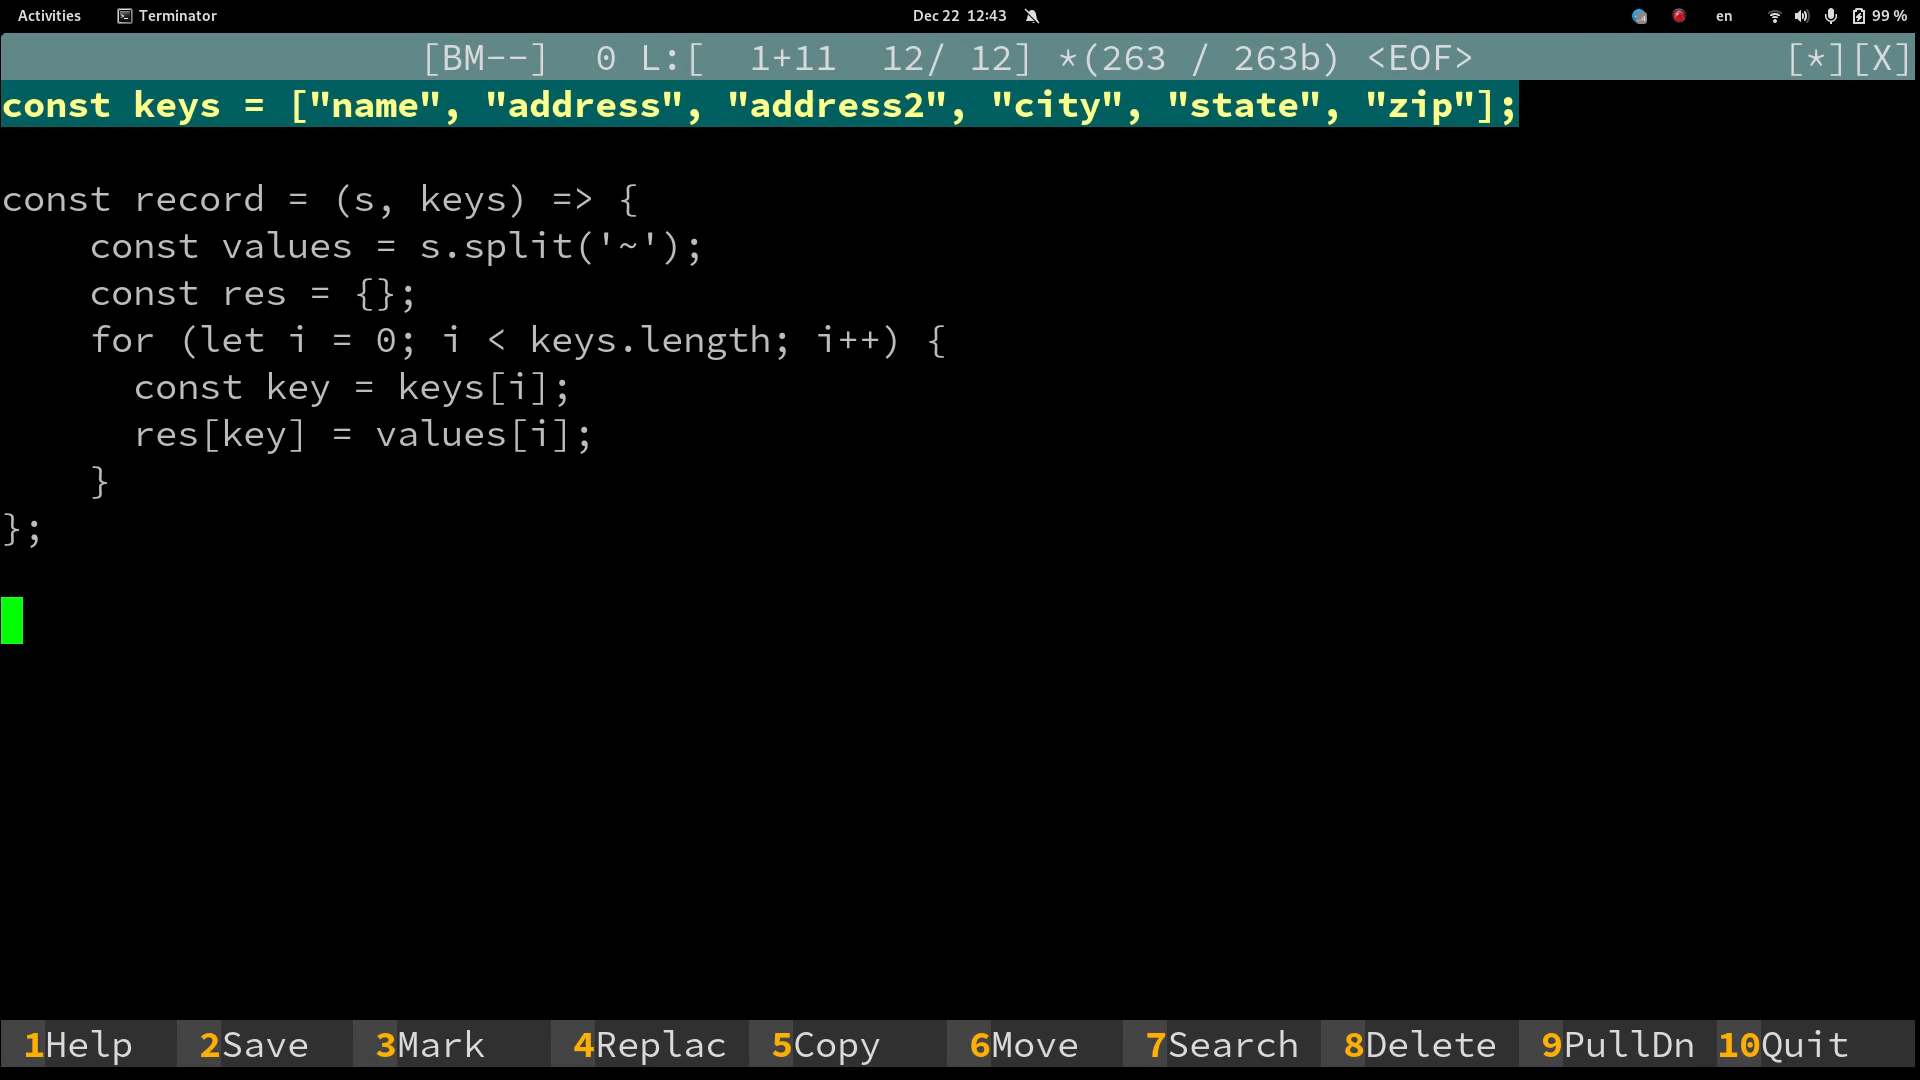 Activities Terminator Dec 22 12:43 en 99 %
[BM--] 0 L:[ 1+11 12/ 12] *(263 / 263b) <EOF> [*][X]
const keys = ["name", "address", "address2", "city", "state", "zip"];
const record = (s, keys) => {
    const values = s.split('~');
    const res = {};
    for (let i = 0; i < keys.length; i++) {
      const key = keys[i];
      res[key] = values[i];
    }
};
1Help 2Save 3Mark 4Replac 5Copy 6Move 7Search 8Delete 9PullDn 10Quit